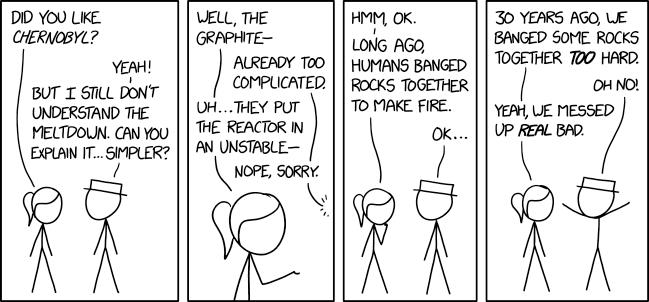 DID YOU LIKE
CHERNOBYL?
YEAH!
BUT I STILL DON'T
UNDERSTAND THE
MELTDOWN. CAN YOU
EXPLAIN IT... SIMPLER?
WELL, THE
GRAPHITE—
ALREADY TOO
COMPLICATED.
UH...THEY PUT
THE REACTOR IN
AN UNSTABLE—
NOPE, SORRY.
HMM, OK.
LONG AGO,
HUMANS BANGED
ROCKS TOGETHER
TO MAKE FIRE.
OK...
30 YEARS AGO, WE
BANGED SOME ROCKS
TOGETHER TOO HARD.
OH NO!
YEAH, WE MESSED
UP REAL BAD.